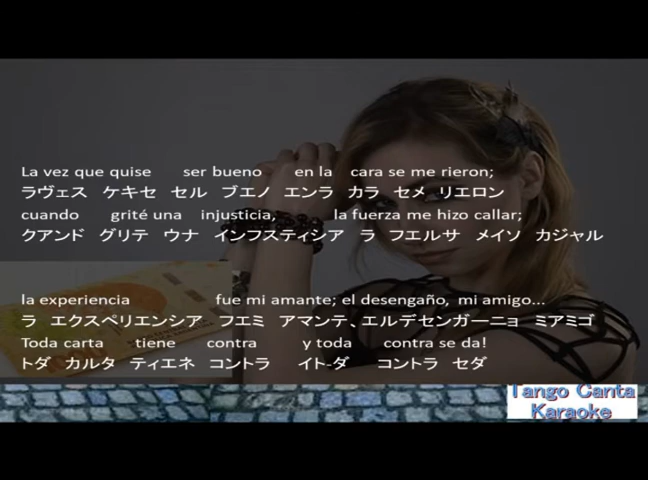 La vez que quise ser bueno en la cara se me rieron;
ラヴェス ケキセ セル ブエノ エンラ カラ セメ リエロン
cuando grité una injusticia, la fuerza me hizo callar;
クアンド グリテ ウナ インフスティシア ラ フエルサ メイソ カジャル
la experiencia fue mi amante; el desengaño, mi amigo...
ラ エクスペリエンシア フエミ アマンテ、エルデセンガーニョ ミアミゴ
Toda carta tiene contra y toda contra se da!
トダ カルタ ティエネ コントラ イト-ダ コントラ セダ
Tango Canta
Karaoke